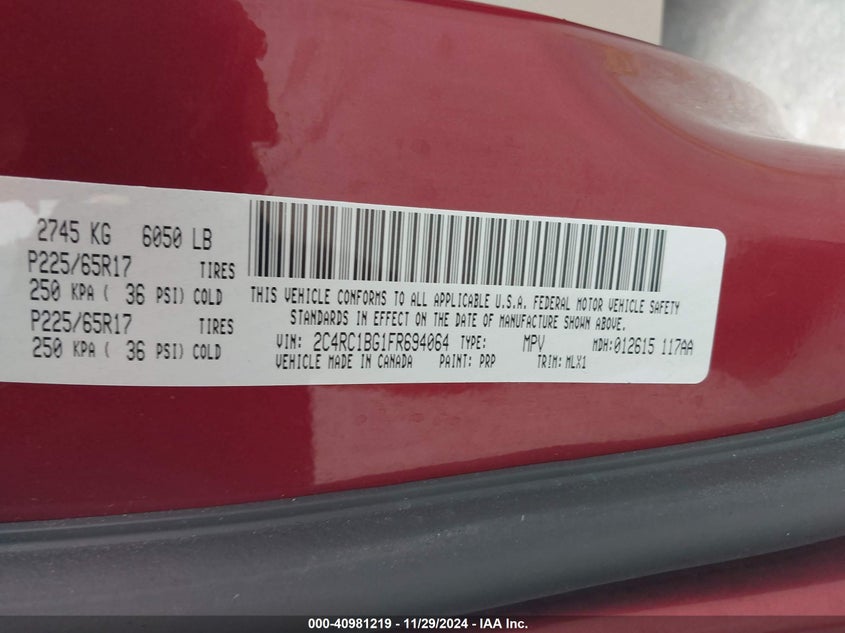 2745 KG 6050 LB
P225/65R17 TIRES
250 KPA ( 36 PSI) COLD
P225/65R17 TIRES
250 KPA ( 36 PSI) COLD
THIS VEHICLE CONFORMS TO ALL APPLICABLE U.S.A. FEDERAL MOTOR VEHICLE SAFETY
STANDARDS IN EFFECT ON THE DATE OF MANUFACTURE SHOWN ABOVE.
VIN: 2C4RC1BG1FR694064 TYPE: MPV MDH: 012615 117AA
VEHICLE MADE IN CANADA PAINT: PRP TRIM: MLX1
000-40981219 - 11/29/2024 - IAA Inc.